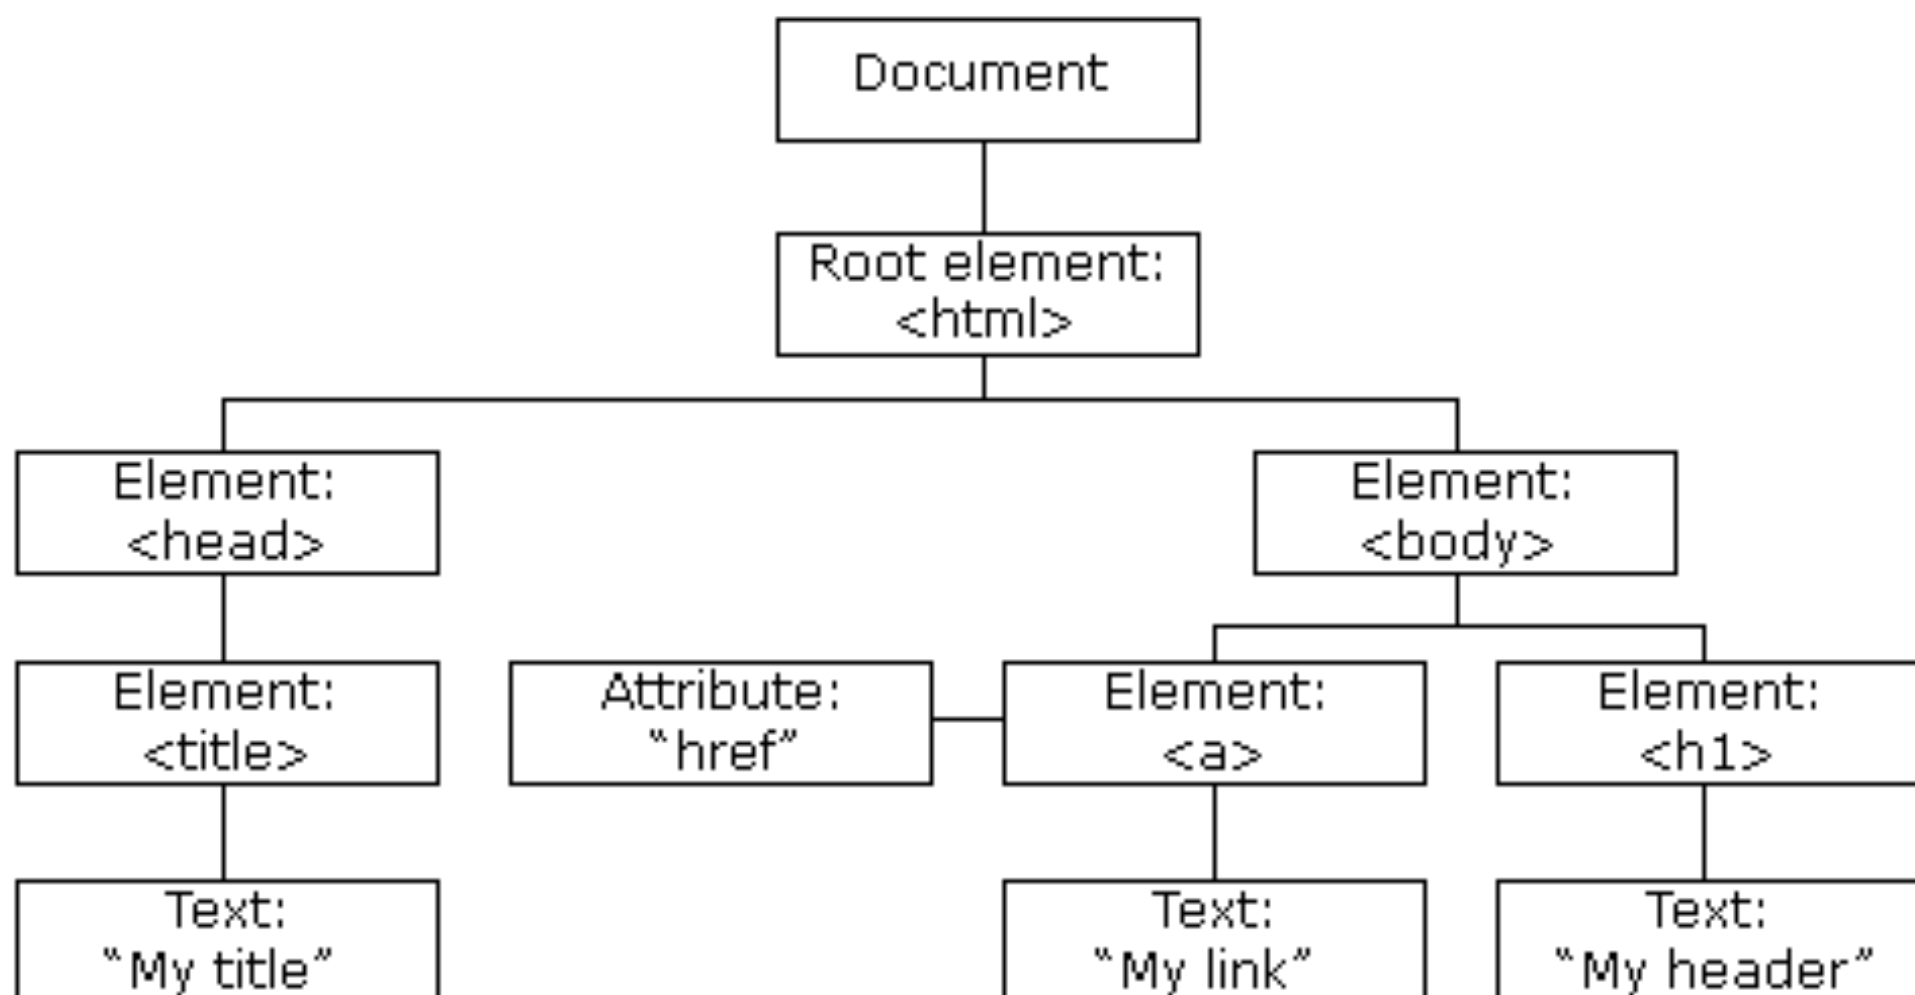 Document
Root element:
<html>
Element:
<head>
Element:
<body>
Element:
<title>
Attribute:
“href”
Element:
<a>
Element:
<h1>
Text:
“My title”
Text:
“My link”
Text:
“My header”